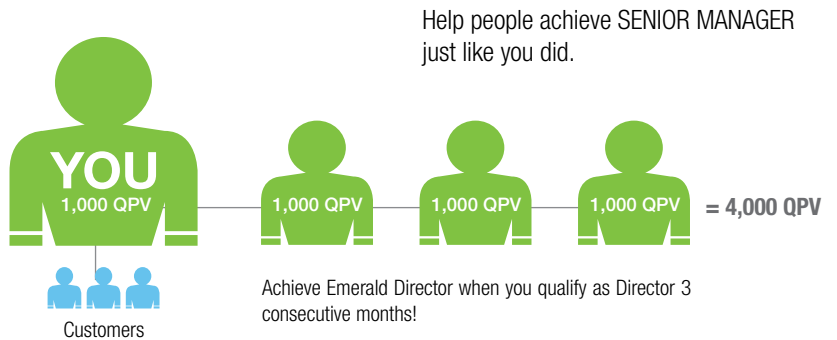 Help people achieve SENIOR MANAGER
just like you did.
YOU
1,000 QPV
1,000 QPV
1,000 QPV
1,000 QPV
= 4,000 QPV
Achieve Emerald Director when you qualify as Director 3
consecutive months!
Customers